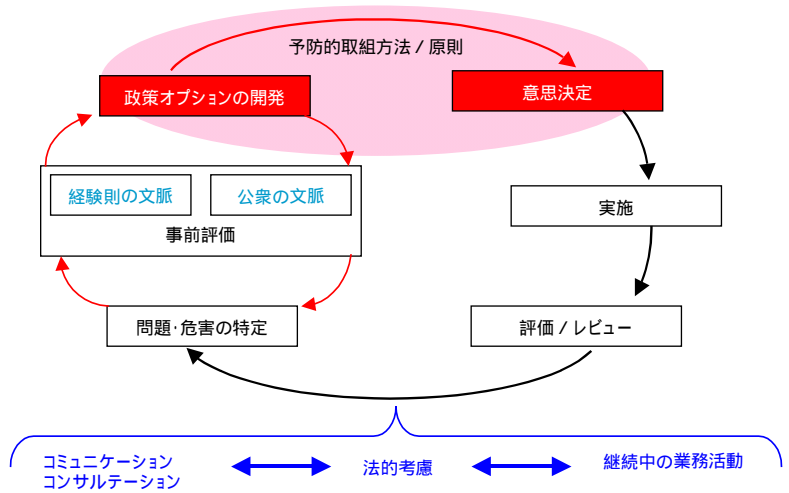 予防的取組方法 / 原則
政策オプションの開発
意思決定
経験則の文脈
公衆の文脈
事前評価
実施
問題･危害の特定
評価 / レビュー
コミュニケーション
コンサルテーション
法的考慮
継続中の業務活動